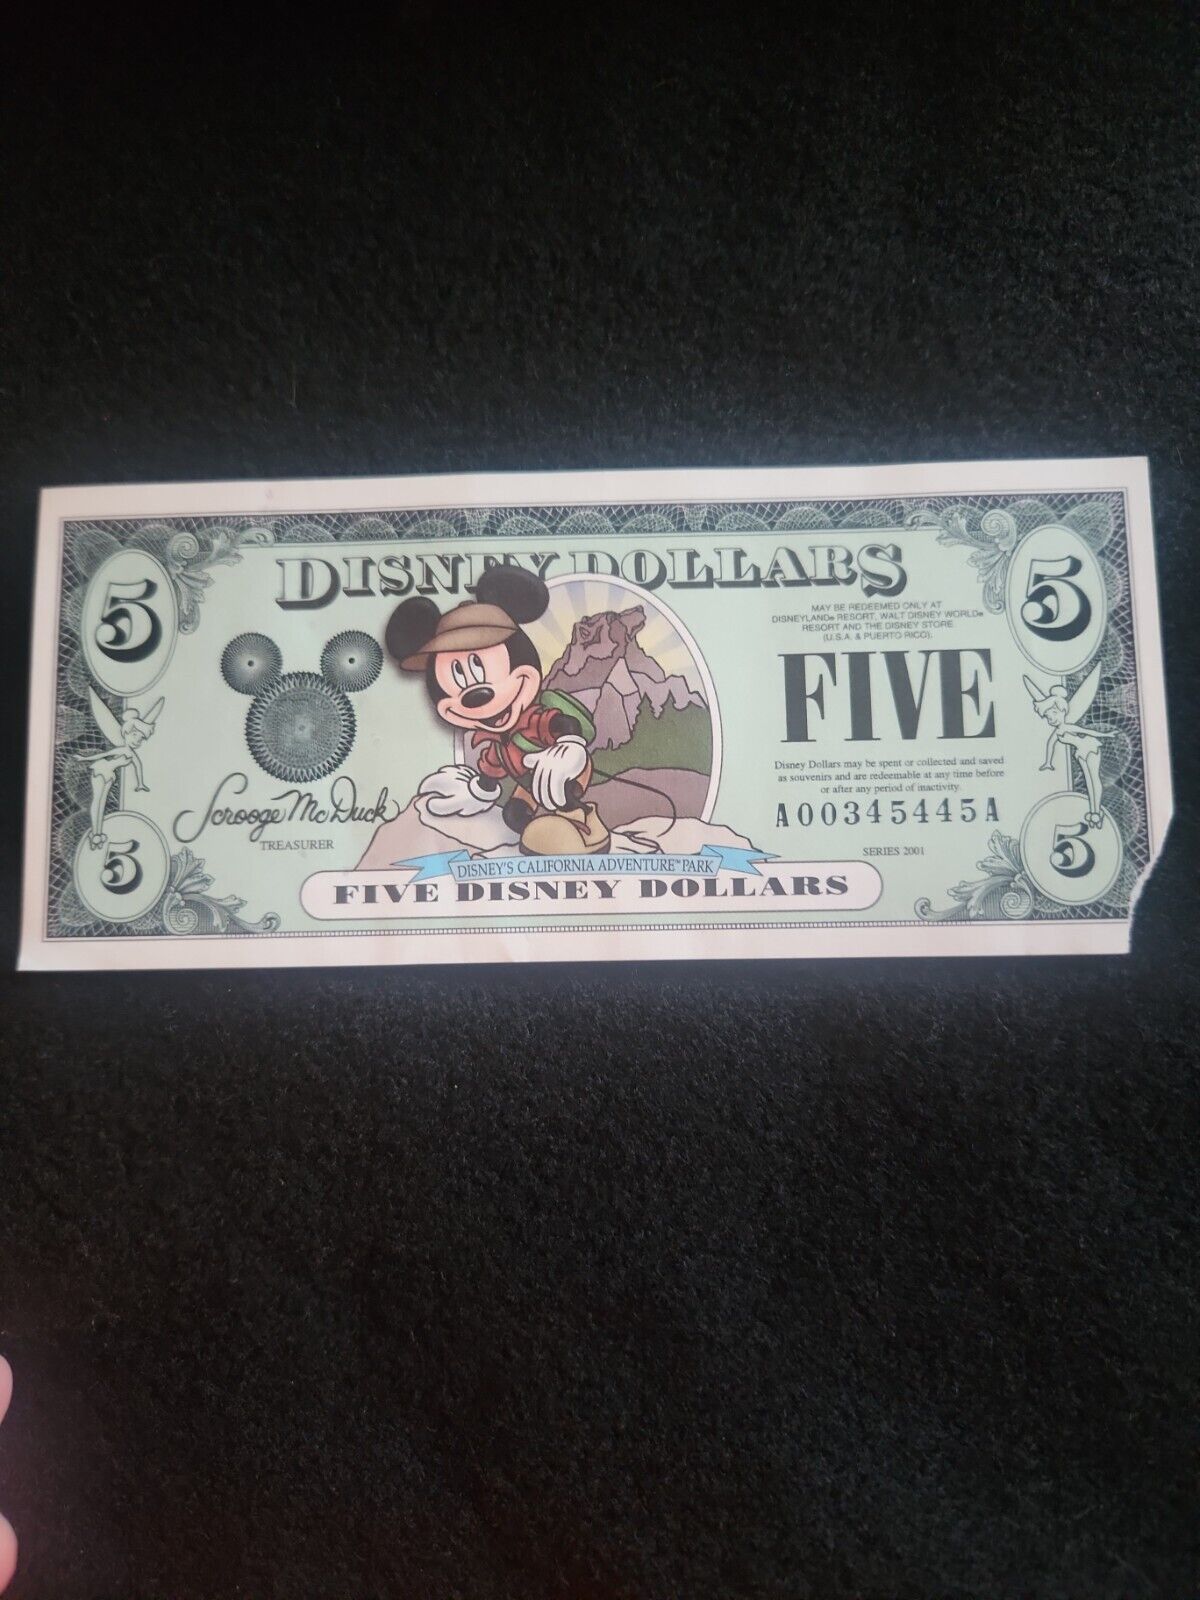 DISNEY DOLLARS
5
5
MAY BE REDEEMED ONLY AT
DISNEYLAND® RESORT, WALT DISNEY WORLD®
RESORT AND THE DISNEY STORE
(U.S.A. & PUERTO RICO).
FIVE
Disney Dollars may be spent or collected and saved
as souvenirs and are redeemable at any time before
or after any period of inactivity.
A00345445A
Scrooge McDuck
TREASURER
SERIES 2001
5
5
DISNEY'S CALIFORNIA ADVENTURE™ PARK
FIVE DISNEY DOLLARS